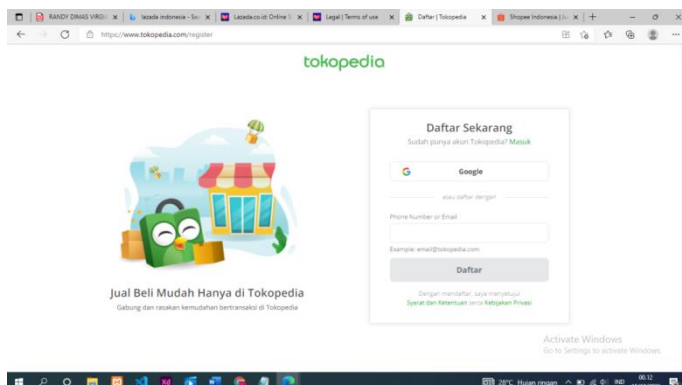 RANDY DIMAS VIRGI
lazada indonesia - Sea
Lazada.co.id: Online S
Legal | Terms of use
Daftar | Tokopedia
Shopee Indonesia | Ju
https://www.tokopedia.com/register
tokopedia
Daftar Sekarang
Sudah punya akun Tokopedia? Masuk
Google
atau daftar dengan
Phone Number or Email
Example: email@tokopedia.com
Daftar
Dengan mendaftar, saya menyetujui
Syarat dan Ketentuan serta Kebijakan Privasi
Jual Beli Mudah Hanya di Tokopedia
Gabung dan rasakan kemudahan bertransaksi di Tokopedia
Activate Windows
Go to Settings to activate Windows.
Xd
28°C Hujan ringan
IND
00.12